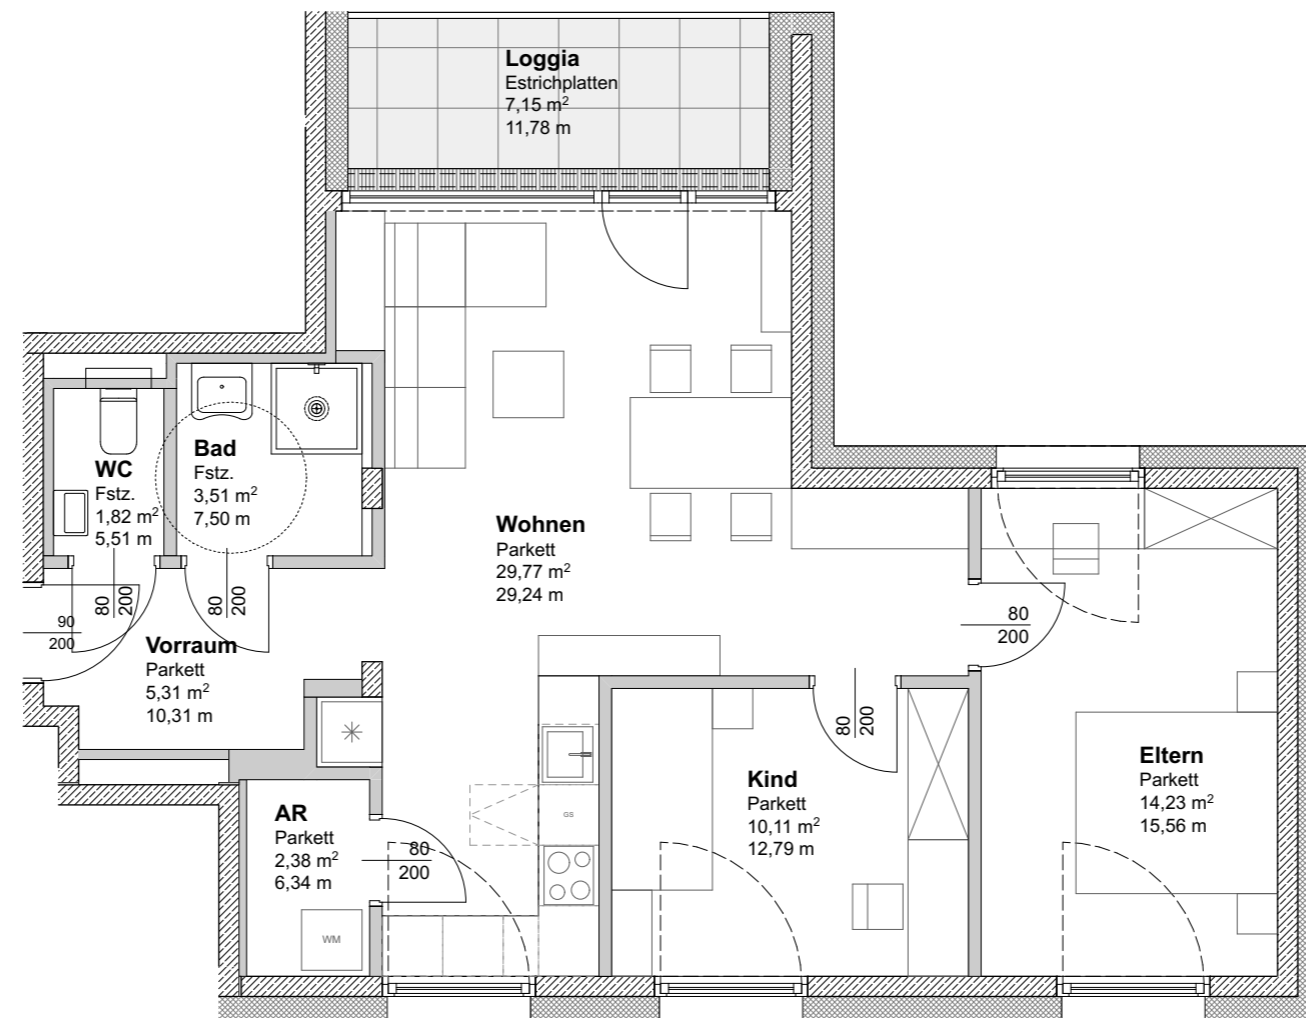 Loggia
Estrichplatten
7,15 m²
11,78 m
Bad
Fstz.
3,51 m²
7,50 m
WC
Fstz.
1,82 m²
5,51 m
Wohnen
Parkett
29,77 m²
29,24 m
80
200
80
200
90
200
80
200
Vorraum
Parkett
5,31 m²
10,31 m
80
200
Eltern
Parkett
14,23 m²
15,56 m
Kind
Parkett
10,11 m²
12,79 m
AR
Parkett
2,38 m²
6,34 m
GS
80
200
WM